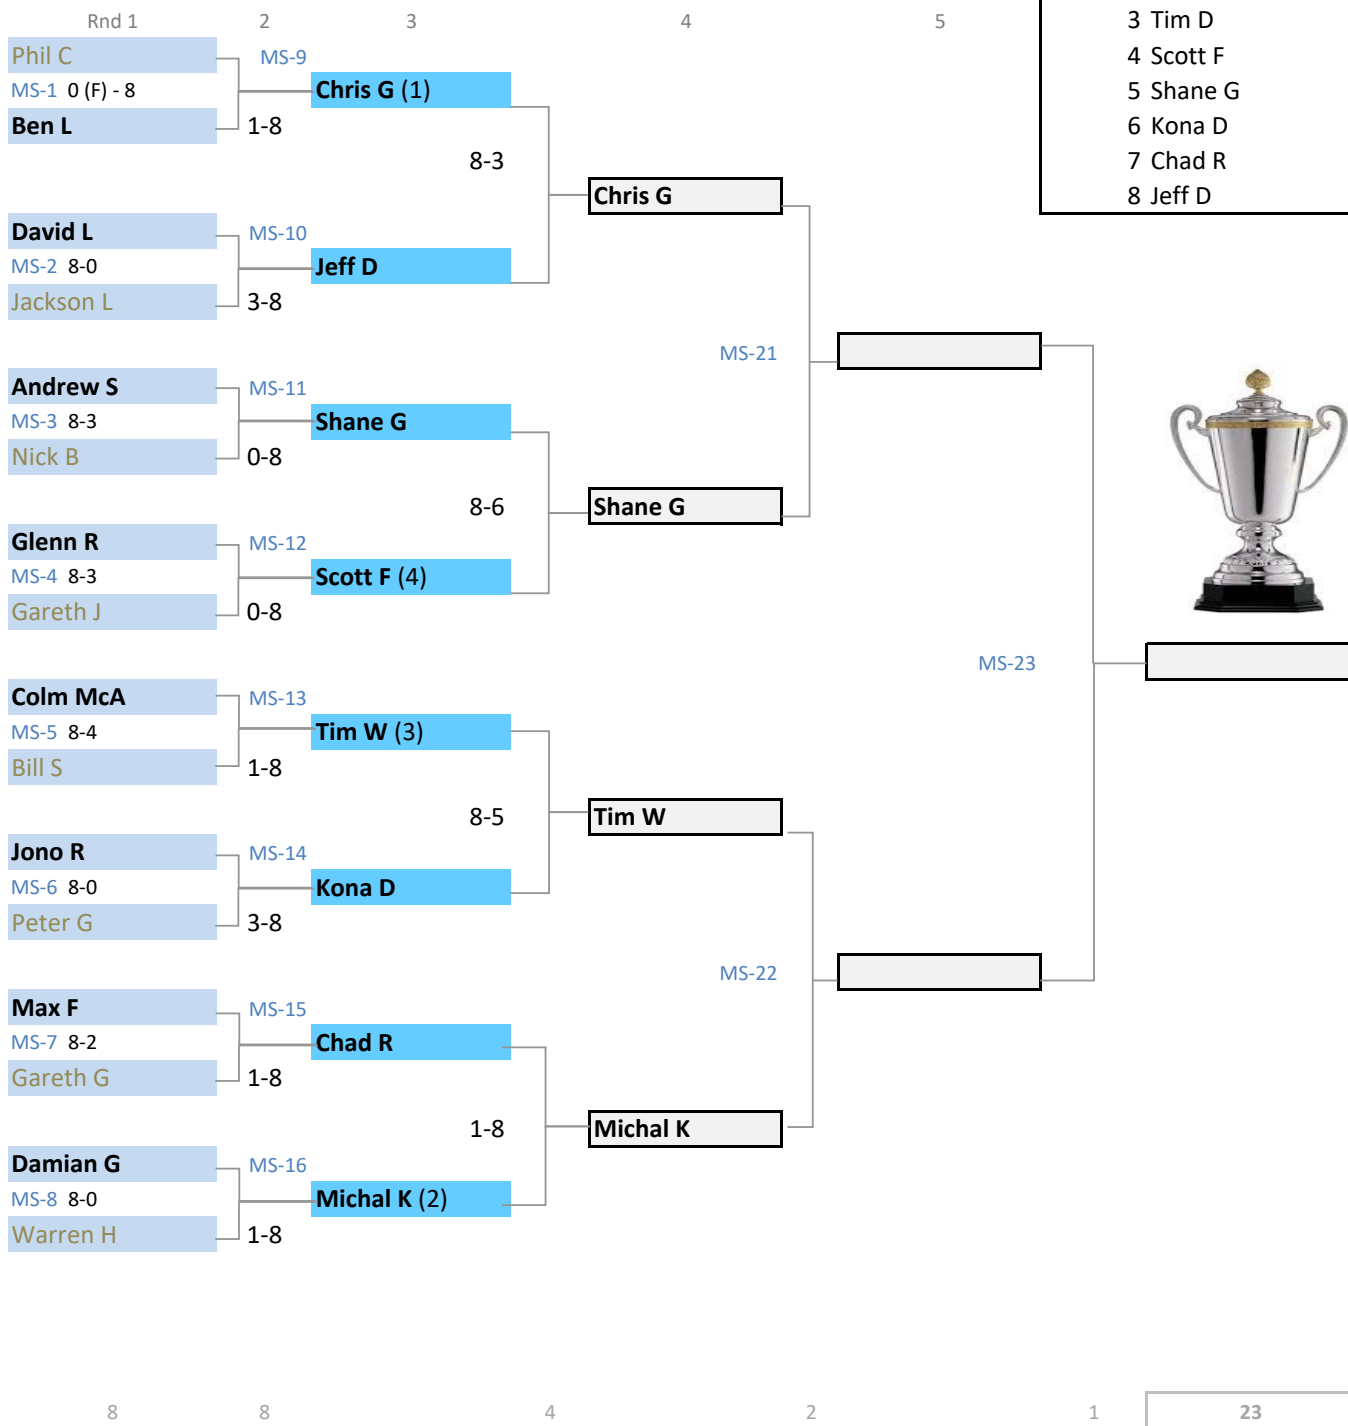 Rnd 1 2 3 4 5
3 Tim D
4 Scott F
5 Shane G
6 Kona D
7 Chad R
8 Jeff D
Phil C
MS-9
MS-1 0 (F) - 8
Chris G (1)
Ben L
1-8
8-3
Chris G
David L
MS-10
MS-2 8-0
Jeff D
Jackson L
3-8
MS-21
Andrew S
MS-11
MS-3 8-3
Shane G
Nick B
0-8
8-6
Shane G
Glenn R
MS-12
MS-4 8-3
Scott F (4)
Gareth J
0-8
MS-23
Colm McA
MS-13
MS-5 8-4
Tim W (3)
Bill S
1-8
8-5
Tim W
Jono R
MS-14
MS-6 8-0
Kona D
Peter G
3-8
MS-22
Max F
MS-15
MS-7 8-2
Chad R
Gareth G
1-8
1-8
Michal K
Damian G
MS-16
MS-8 8-0
Michal K (2)
Warren H
1-8
8 8 4 2 1 23